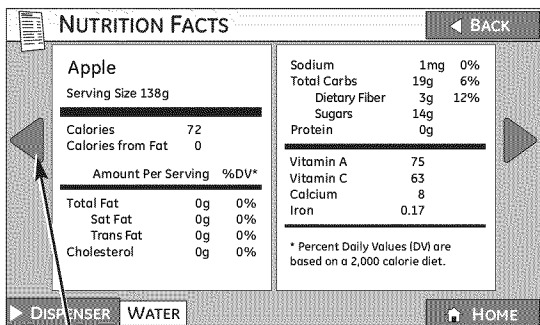 NUTRITION FACTS
BACK
Apple
Serving Size 138g
Calories 72
Calories from Fat 0
Amount Per Serving %DV*
Total Fat 0g 0%
Sat Fat 0g 0%
Trans Fat 0g 0%
Cholesterol 0g 0%
Sodium 1mg 0%
Total Carbs 19g 6%
Dietary Fiber 3g 12%
Sugars 14g
Protein 0g
Vitamin A 75
Vitamin C 63
Calcium 8
Iron 0.17
* Percent Daily Values (DV) are
based on a 2,000 calorie diet.
DISPENSER WATER
HOME